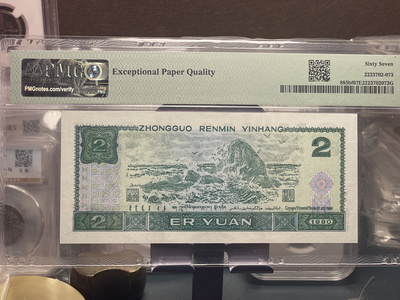 PMG
Exceptional Paper Quality
Sixty Seven
2223702-073
PMGnotes.com/verify
ZHONGGUO RENMIN YINHANG
2
2
2
ER YUAN
1990